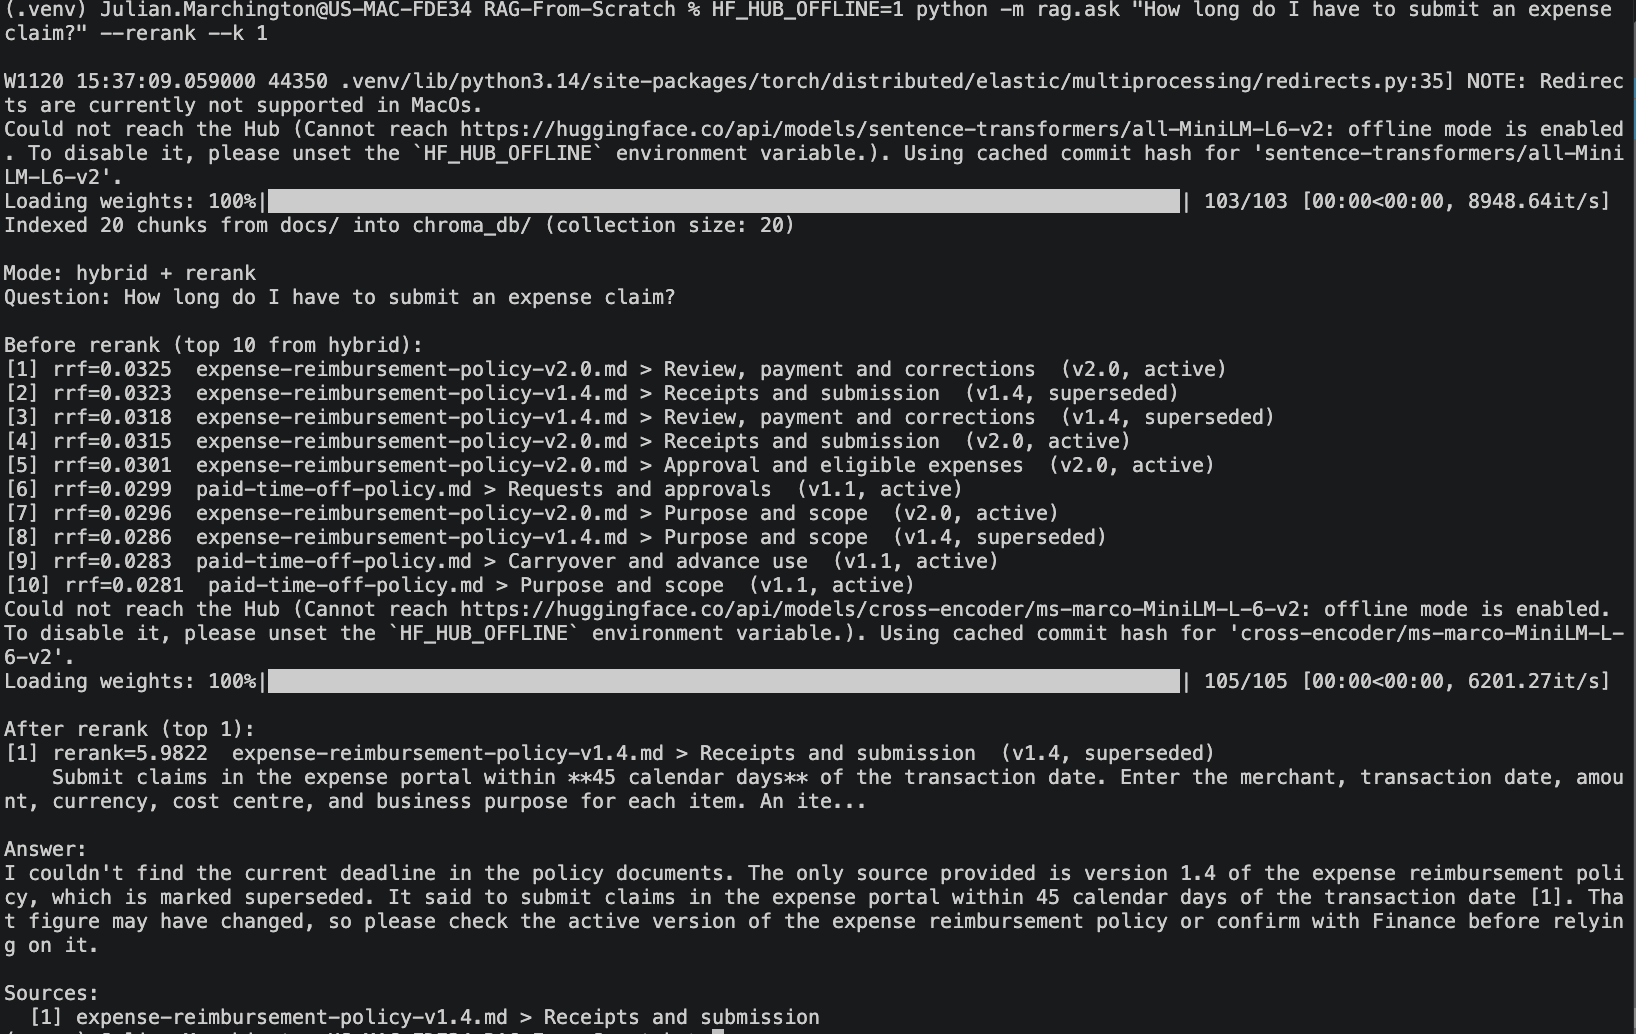 (.venv) Julian.Marchington@US-MAC-FDE34 RAG-From-Scratch % HF_HUB_OFFLINE=1 python -m rag.ask "How long do I have to submit an expense
claim?" --rerank --k 1
W1120 15:37:09.059000 44350 .venv/lib/python3.14/site-packages/torch/distributed/elastic/multiprocessing/redirects.py:35] NOTE: Redirec
ts are currently not supported in MacOs.
Could not reach the Hub (Cannot reach https://huggingface.co/api/models/sentence-transformers/all-MiniLM-L6-v2: offline mode is enabled
. To disable it, please unset the `HF_HUB_OFFLINE` environment variable.). Using cached commit hash for 'sentence-transformers/all-Mini
LM-L6-v2'.
Loading weights: 100%|| 103/103 [00:00<00:00, 8948.64it/s]
Indexed 20 chunks from docs/ into chroma_db/ (collection size: 20)
Mode: hybrid + rerank
Question: How long do I have to submit an expense claim?
Before rerank (top 10 from hybrid):
[1] rrf=0.0325  expense-reimbursement-policy-v2.0.md > Review, payment and corrections  (v2.0, active)
[2] rrf=0.0323  expense-reimbursement-policy-v1.4.md > Receipts and submission  (v1.4, superseded)
[3] rrf=0.0318  expense-reimbursement-policy-v1.4.md > Review, payment and corrections  (v1.4, superseded)
[4] rrf=0.0315  expense-reimbursement-policy-v2.0.md > Receipts and submission  (v2.0, active)
[5] rrf=0.0301  expense-reimbursement-policy-v2.0.md > Approval and eligible expenses  (v2.0, active)
[6] rrf=0.0299  paid-time-off-policy.md > Requests and approvals  (v1.1, active)
[7] rrf=0.0296  expense-reimbursement-policy-v2.0.md > Purpose and scope  (v2.0, active)
[8] rrf=0.0286  expense-reimbursement-policy-v1.4.md > Purpose and scope  (v1.4, superseded)
[9] rrf=0.0283  paid-time-off-policy.md > Carryover and advance use  (v1.1, active)
[10] rrf=0.0281  paid-time-off-policy.md > Purpose and scope  (v1.1, active)
Could not reach the Hub (Cannot reach https://huggingface.co/api/models/cross-encoder/ms-marco-MiniLM-L-6-v2: offline mode is enabled.
To disable it, please unset the `HF_HUB_OFFLINE` environment variable.). Using cached commit hash for 'cross-encoder/ms-marco-MiniLM-L-
6-v2'.
Loading weights: 100%|| 105/105 [00:00<00:00, 6201.27it/s]
After rerank (top 1):
[1] rerank=5.9822  expense-reimbursement-policy-v1.4.md > Receipts and submission  (v1.4, superseded)
Submit claims in the expense portal within **45 calendar days** of the transaction date. Enter the merchant, transaction date, amou
nt, currency, cost centre, and business purpose for each item. An ite...
Answer:
I couldn't find the current deadline in the policy documents. The only source provided is version 1.4 of the expense reimbursement poli
cy, which is marked superseded. It said to submit claims in the expense portal within 45 calendar days of the transaction date [1]. Tha
t figure may have changed, so please check the active version of the expense reimbursement policy or confirm with Finance before relyin
g on it.
Sources:
[1] expense-reimbursement-policy-v1.4.md > Receipts and submission